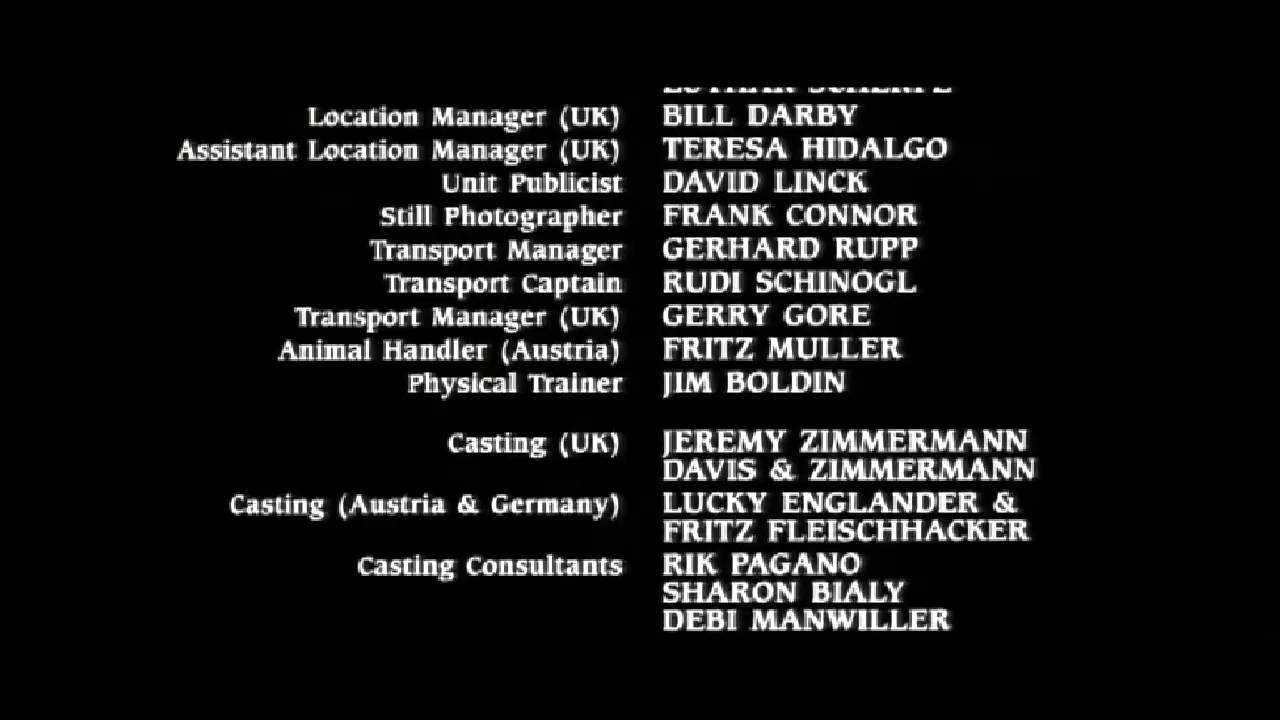 Location Manager (UK) BILL DARBY
Assistant Location Manager (UK) TERESA HIDALGO
Unit Publicist DAVID LINCK
Still Photographer FRANK CONNOR
Transport Manager GERHARD RUPP
Transport Captain RUDI SCHINOGL
Transport Manager (UK) GERRY GORE
Animal Handler (Austria) FRITZ MULLER
Physical Trainer JIM BOLDIN
Casting (UK) JEREMY ZIMMERMANN
DAVIS & ZIMMERMANN
Casting (Austria & Germany) LUCKY ENGLANDER &
FRITZ FLEISCHHACKER
Casting Consultants RIK PAGANO
SHARON BIALY
DEBI MANWILLER